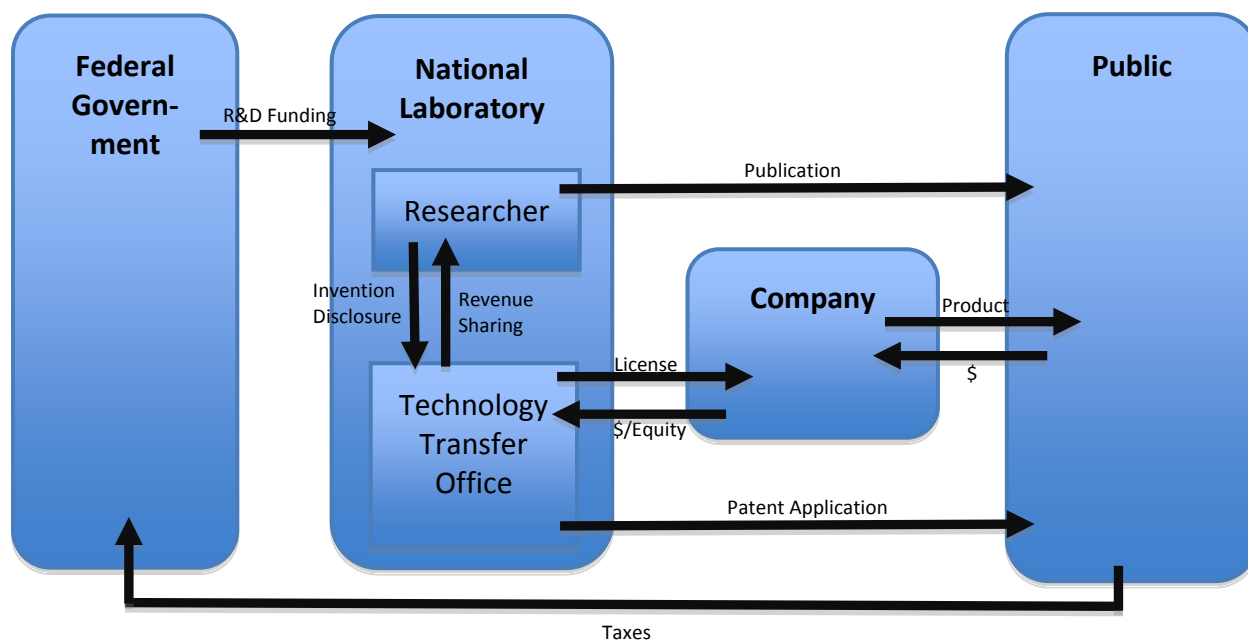 Federal
Govern-
ment
R&D Funding
National
Laboratory
Researcher
Invention
Disclosure
Revenue
Sharing
Technology
Transfer
Office
Publication
Company
License
$/Equity
Patent Application
Product
$
Public
Taxes